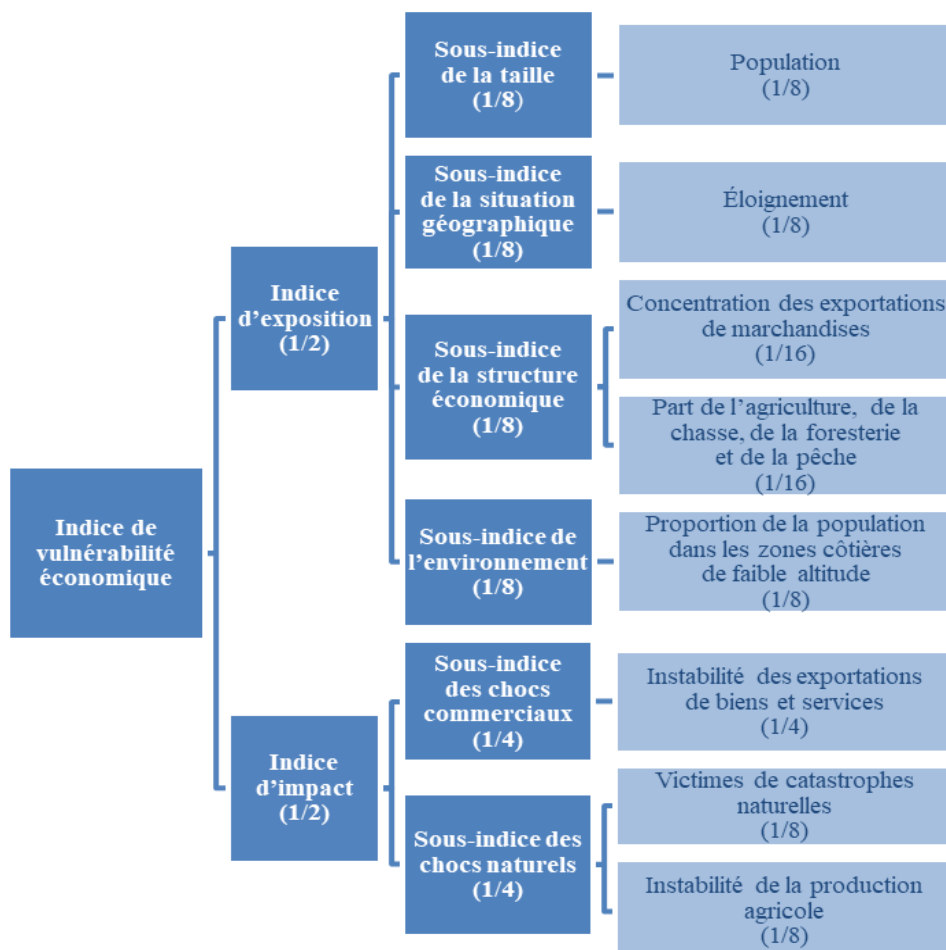 Indice de
vulnérabilité
économique
Indice
d’exposition
(1/2)
Sous-indice
de la taille
(1/8)
Population
(1/8)
Sous-indice
de la situation
géographique
(1/8)
Éloignement
(1/8)
Sous-indice
de la structure
économique
(1/8)
Concentration des exportations
de marchandises
(1/16)
Part de l’agriculture, de la
chasse, de la foresterie
et de la pêche
(1/16)
Sous-indice de
l’environnement
(1/8)
Proportion de la population
dans les zones côtières
de faible altitude
(1/8)
Indice
d’impact
(1/2)
Sous-indice
des chocs
commerciaux
(1/4)
Instabilité des exportations
de biens et services
(1/4)
Sous-indice des
chocs naturels
(1/4)
Victimes de catastrophes
naturelles
(1/8)
Instabilité de la production
agricole
(1/8)